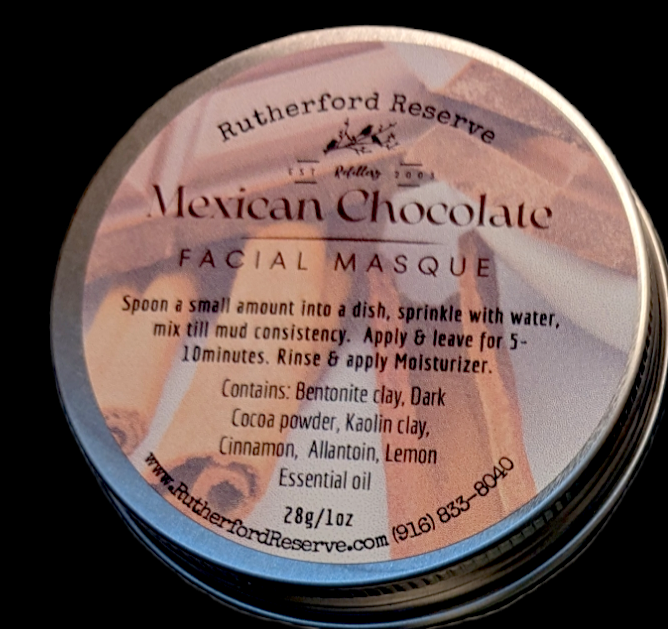 Rutherford Reserve
EST Refillery 2003
Mexican Chocolate
FACIAL MASQUE
Spoon a small amount into a dish, sprinkle with water,
mix till mud consistency. Apply & leave for 5-
10minutes. Rinse & apply Moisturizer.
Contains: Bentonite clay, Dark
Cocoa powder, Kaolin clay,
Cinnamon, Allantoin, Lemon
Essential oil
28g/1oz
www.RutherfordReserve.com (916) 833-8040